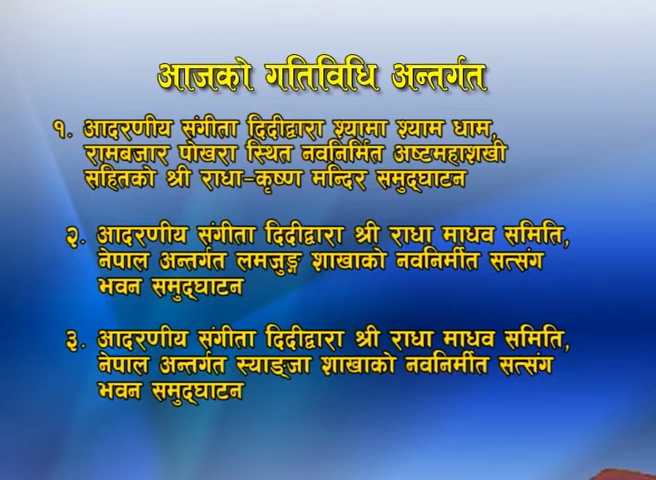 आजको गतिविधि अन्तर्गत
१. आदरणीय संगीता दिदीद्वारा श्यामा श्याम धाम,
रामबजार पोखरा स्थित नवनिर्मित अष्टमहाशखी
सहितको श्री राधा-कृष्ण मन्दिर समुद्घाटन
२. आदरणीय संगीता दिदीद्वारा श्री राधा माधव समिति,
नेपाल अन्तर्गत लमजुङ्ग शाखाको नवनिर्मीत सत्संग
भवन समुद्घाटन
३. आदरणीय संगीता दिदीद्वारा श्री राधा माधव समिति,
नेपाल अन्तर्गत स्याङ्जा शाखाको नवनिर्मीत सत्संग
भवन समुद्घाटन